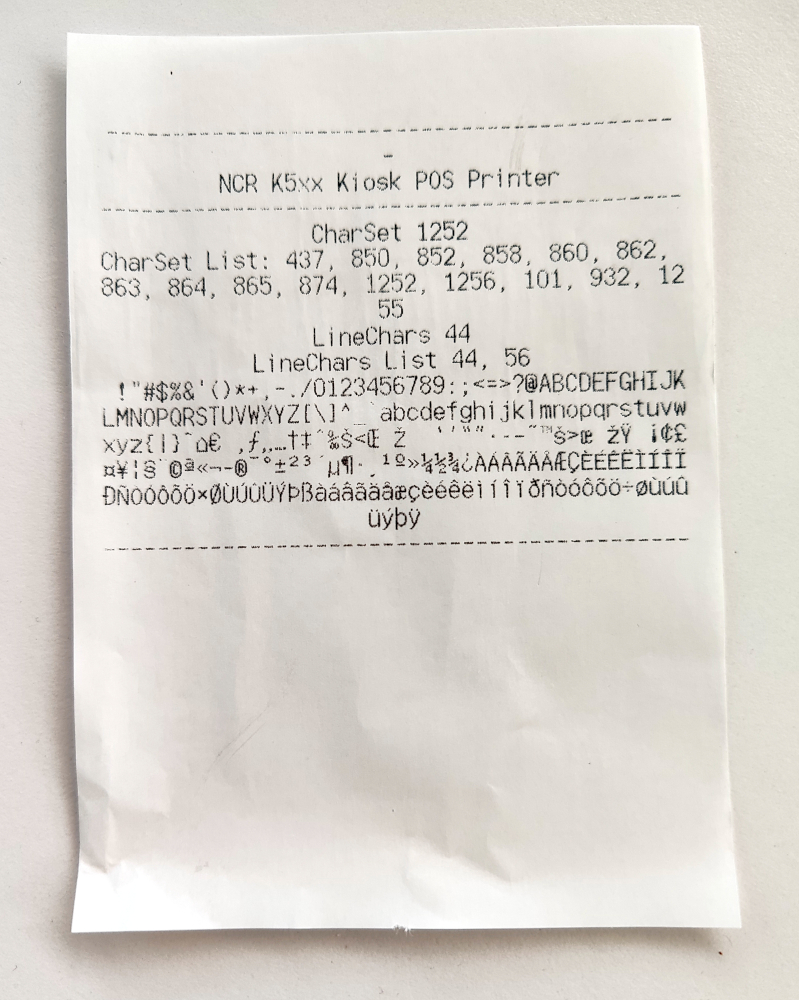 --------------------------------------------
-
NCR K5xx Kiosk POS Printer
--------------------------------------------
CharSet 1252
CharSet List: 437, 850, 852, 858, 860, 862,
863, 864, 865, 874, 1252, 1256, 101, 932, 12
55
LineChars 44
LineChars List 44, 56
!"#$%&'()*+,-./0123456789:;<=>?@ABCDEFGHIJK
LMNOPQRSTUVWXYZ[\]^_`abcdefghijklmnopqrstuvw
xyz{|}~⌂€ ‚ƒ„…†‡ˆ‰Š<Œ Ž  ‘’“”·--˜™š>œ žŸ ¡¢£
¤¥¦§¨©ª«¬-®¯°±²³´µ¶·¸¹º»¼½¾¿ÀÁÂÃÄÅÆÇÈÉÊËÌÍÎÏ
ÐÑÒÓÔÕÖ×ØÙÚÛÜÝÞßàáâãäåæçèéêëìíîïðñòóôõö÷øùúû
üýþÿ
--------------------------------------------